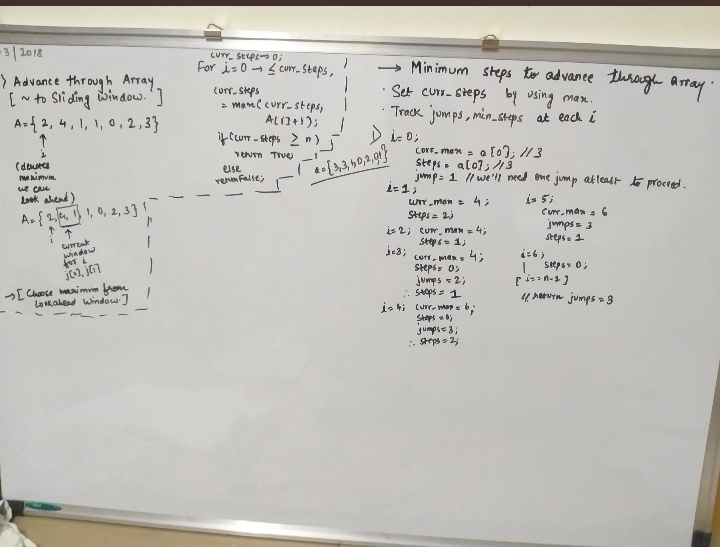 03/2018
) Advance through Array
[ ~ to Sliding Window. ]
A={ 2, 4, 1, 1, 0, 2, 3}
i
(denotes
maximum
we can
look ahead)
A={ 2, 4, 1, 1, 0, 2, 3}
i
current
window
for i
→[ Choose maximum from
lookahead window.]
curr_steps→0;
For i=0 → ≤ curr_steps,
curr_steps
= max(curr_steps,
A[i]+i);
if(curr_steps ≥ n)
return True;
else
return False;
a={3,3,1,0,2,0,1}
→ Minimum steps to advance through array.
· Set curr_steps by using max.
· Track jumps, min_steps at each i
i=0;
curr_max = a[0]; //3
steps = a[0]; //3
jump= 1 // we'll need one jump atleast to proceed.
i=1;
curr_max = 4;
steps= 2;
i=2; curr_max=4;
steps=1;
i=3; curr_max=4;
steps= 0;
jumps=2;
∴ steps= 1
i=4; curr_max=6;
steps=0;
jumps=3;
∴ steps=2;
i=5;
curr_max=6
jumps=3
steps=1
i=6;
steps=0;
[i==n-1]
// return jumps=3